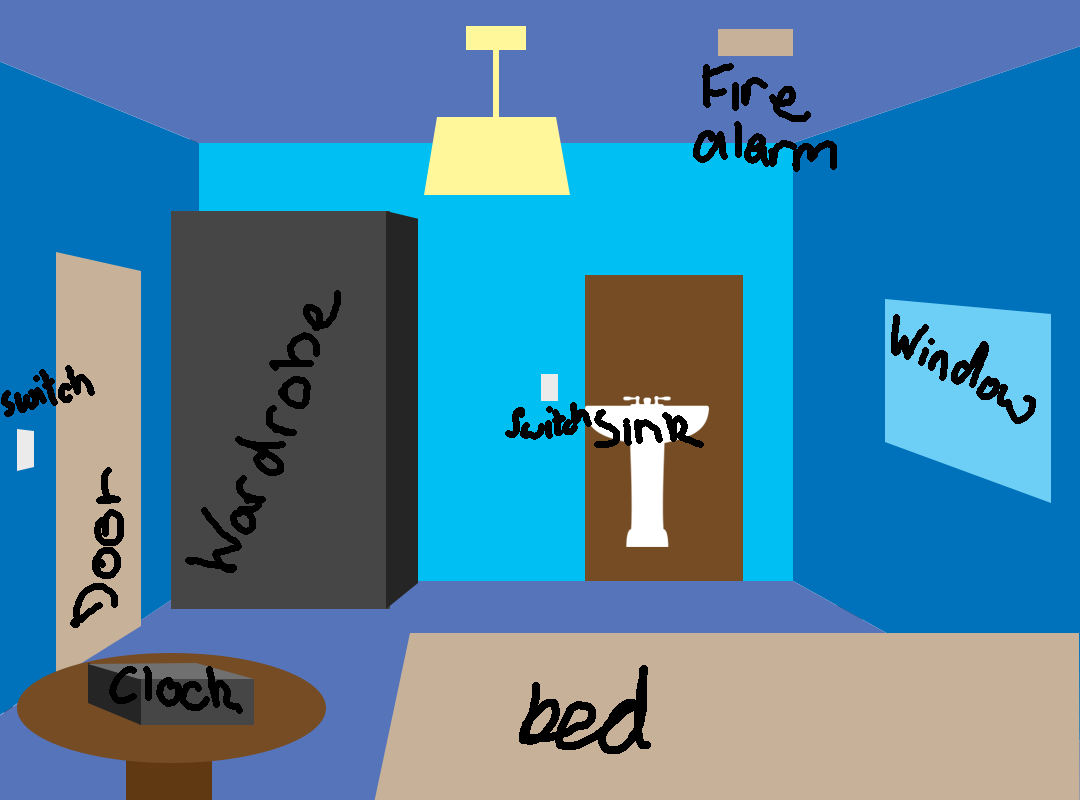 Fire
alarm
Wardrobe
Window
switch
Switch
Sink
Door
Clock
bed